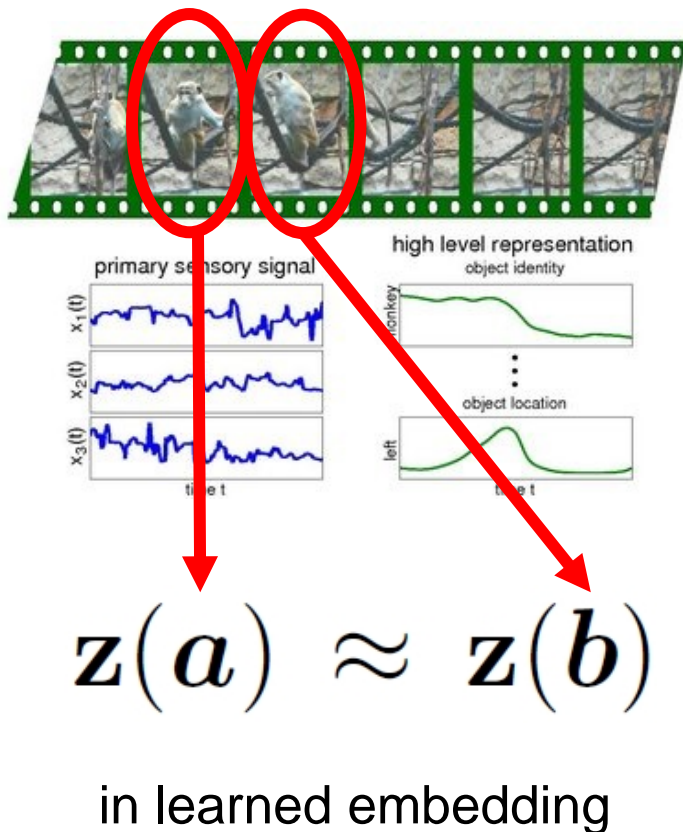 primary sensory signal
x₁(t)
x₂(t)
x₃(t)
time t
high level representation
object identity
monkey
object location
left
time t
z(a) ≈ z(b)
in learned embedding